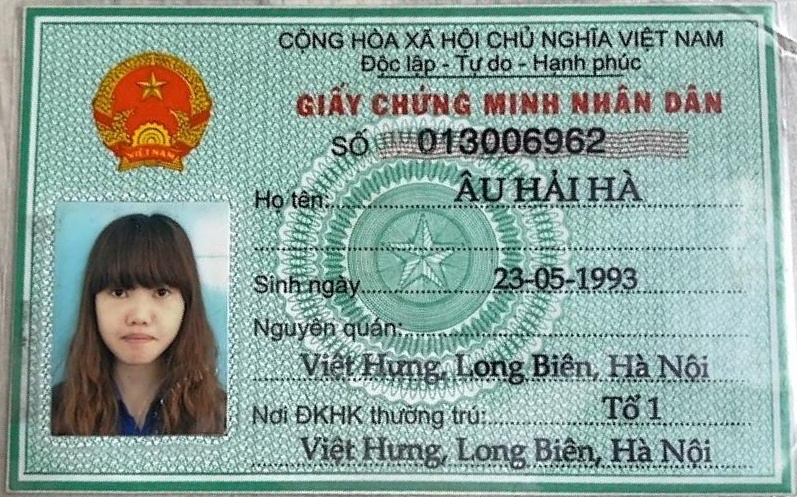 CỘNG HÒA XÃ HỘI CHỦ NGHĨA VIỆT NAM
Độc lập - Tự do - Hạnh phúc
GIẤY CHỨNG MINH NHÂN DÂN
SỐ 013006962
VIỆT NAM
Họ tên: ÂU HẢI HÀ
Sinh ngày 23-05-1993
Nguyên quán:
Việt Hưng, Long Biên, Hà Nội
Nơi ĐKHK thường trú: Tổ 1
Việt Hưng, Long Biên, Hà Nội